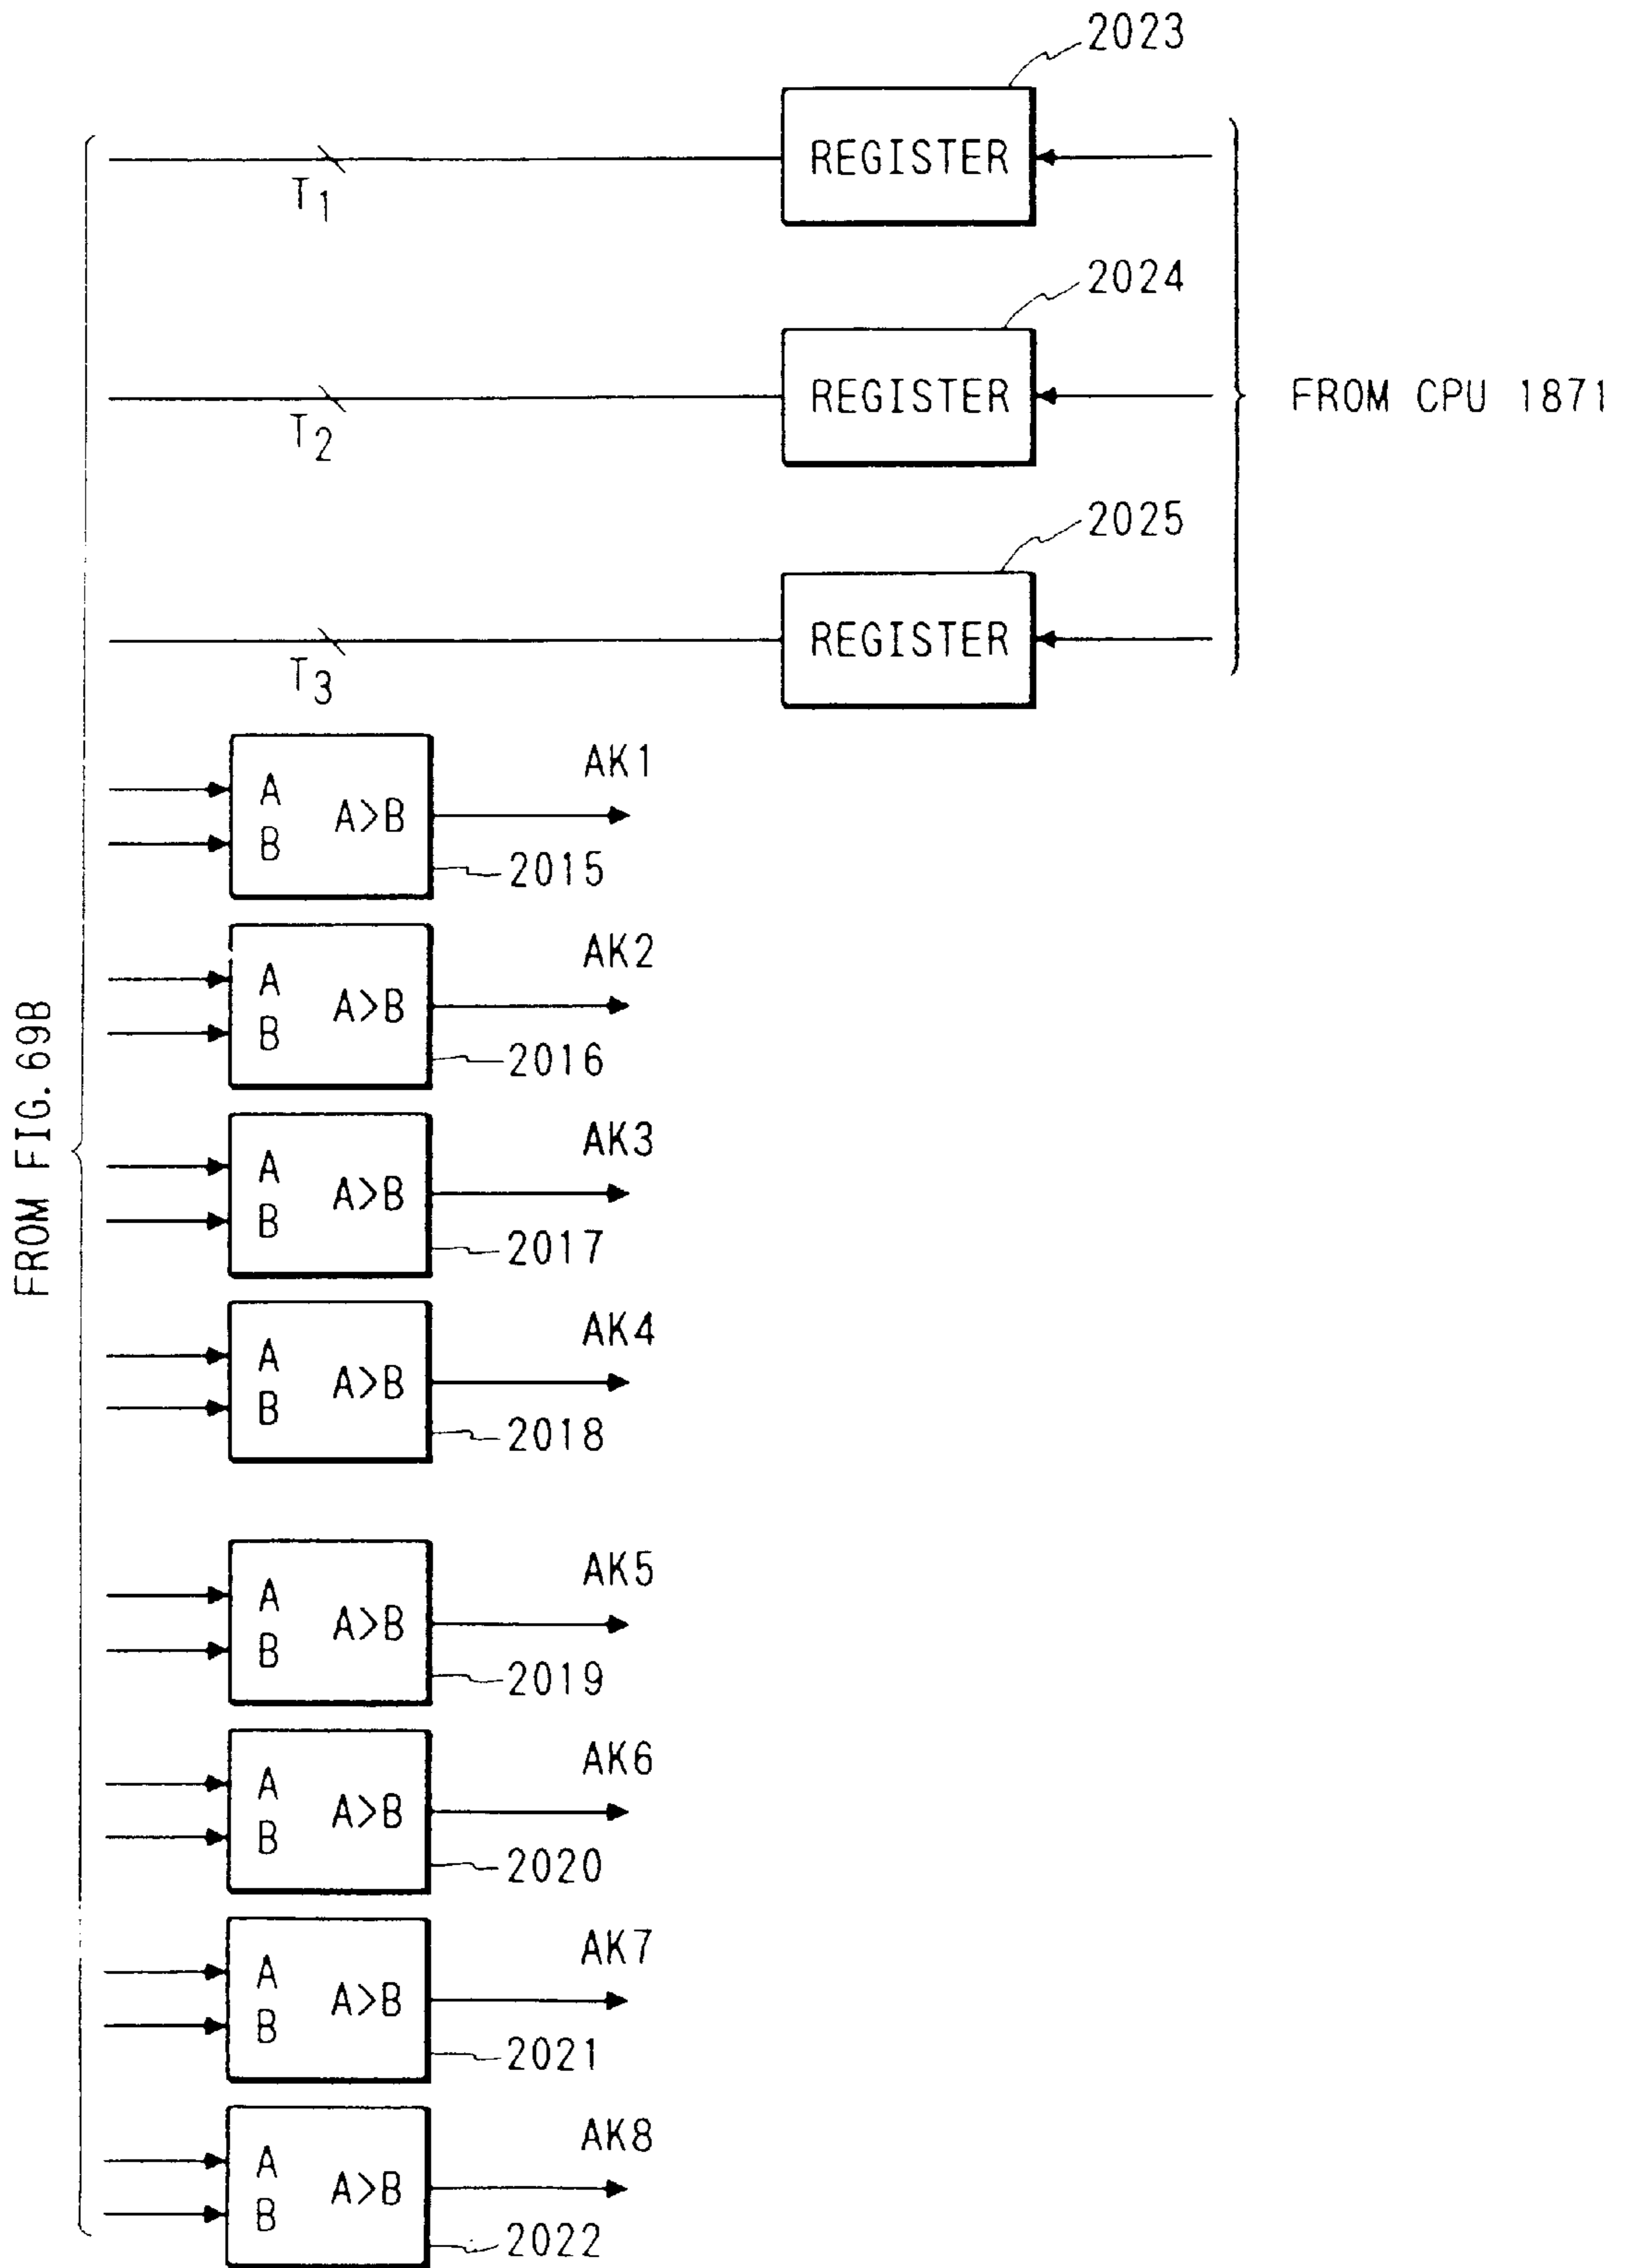 2023
REGISTER
T1
2024
REGISTER
T2
FROM CPU 1871
2025
REGISTER
T3
FROM FIG. 69B
A
B
A>B
AK1
2015
A
B
A>B
AK2
2016
A
B
A>B
AK3
2017
A
B
A>B
AK4
2018
A
B
A>B
AK5
2019
A
B
A>B
AK6
2020
A
B
A>B
AK7
2021
A
B
A>B
AK8
2022